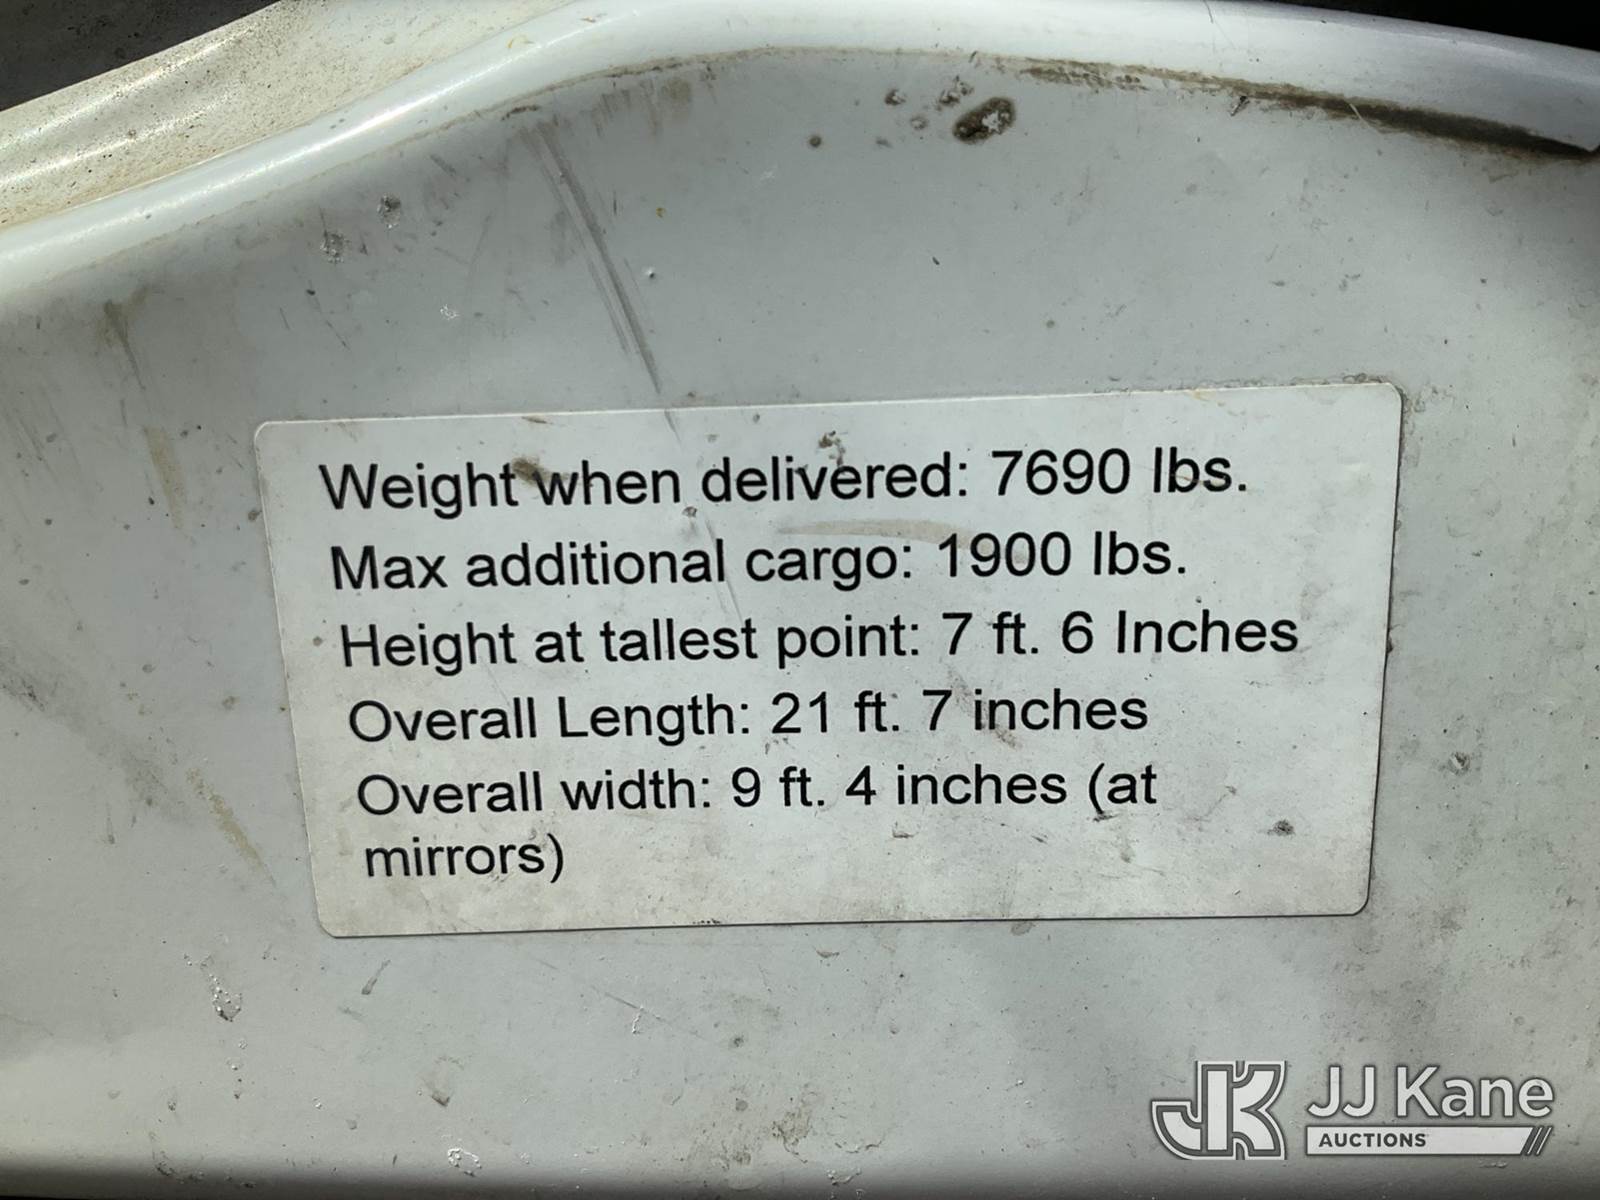 Weight when delivered: 7690 lbs.
Max additional cargo: 1900 lbs.
Height at tallest point: 7 ft. 6 Inches
Overall Length: 21 ft. 7 inches
Overall width: 9 ft. 4 inches (at
mirrors)
JK JJ Kane
AUCTIONS